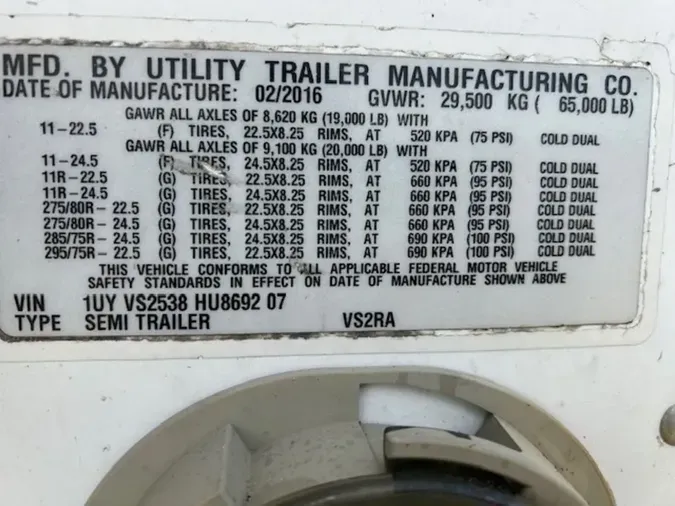 MFD. BY UTILITY TRAILER MANUFACTURING CO.
DATE OF MANUFACTURE: 02/2016 GVWR: 29,500 KG ( 65,000 LB)
GAWR ALL AXLES OF 8,620 KG (19,000 LB) WITH
11-22.5 (F) TIRES, 22.5X8.25 RIMS, AT 520 KPA (75 PSI) COLD DUAL
GAWR ALL AXLES OF 9,100 KG (20,000 LB) WITH
11-24.5 (F) TIRES, 24.5X8.25 RIMS, AT 520 KPA (75 PSI) COLD DUAL
11R-22.5 (G) TIRES, 22.5X8.25 RIMS, AT 660 KPA (95 PSI) COLD DUAL
11R-24.5 (G) TIRES, 24.5X8.25 RIMS, AT 660 KPA (95 PSI) COLD DUAL
275/80R-22.5 (G) TIRES, 22.5X8.25 RIMS, AT 660 KPA (95 PSI) COLD DUAL
275/80R-24.5 (G) TIRES, 24.5X8.25 RIMS, AT 660 KPA (95 PSI) COLD DUAL
285/75R-24.5 (G) TIRES, 24.5X8.25 RIMS, AT 690 KPA (100 PSI) COLD DUAL
295/75R-22.5 (G) TIRES, 22.5X8.25 RIMS, AT 690 KPA (100 PSI) COLD DUAL
THIS VEHICLE CONFORMS TO ALL APPLICABLE FEDERAL MOTOR VEHICLE
SAFETY STANDARDS IN EFFECT ON DATE OF MANUFACTURE SHOWN ABOVE
VIN 1UY VS2538 HU8692 07
TYPE SEMI TRAILER VS2RA